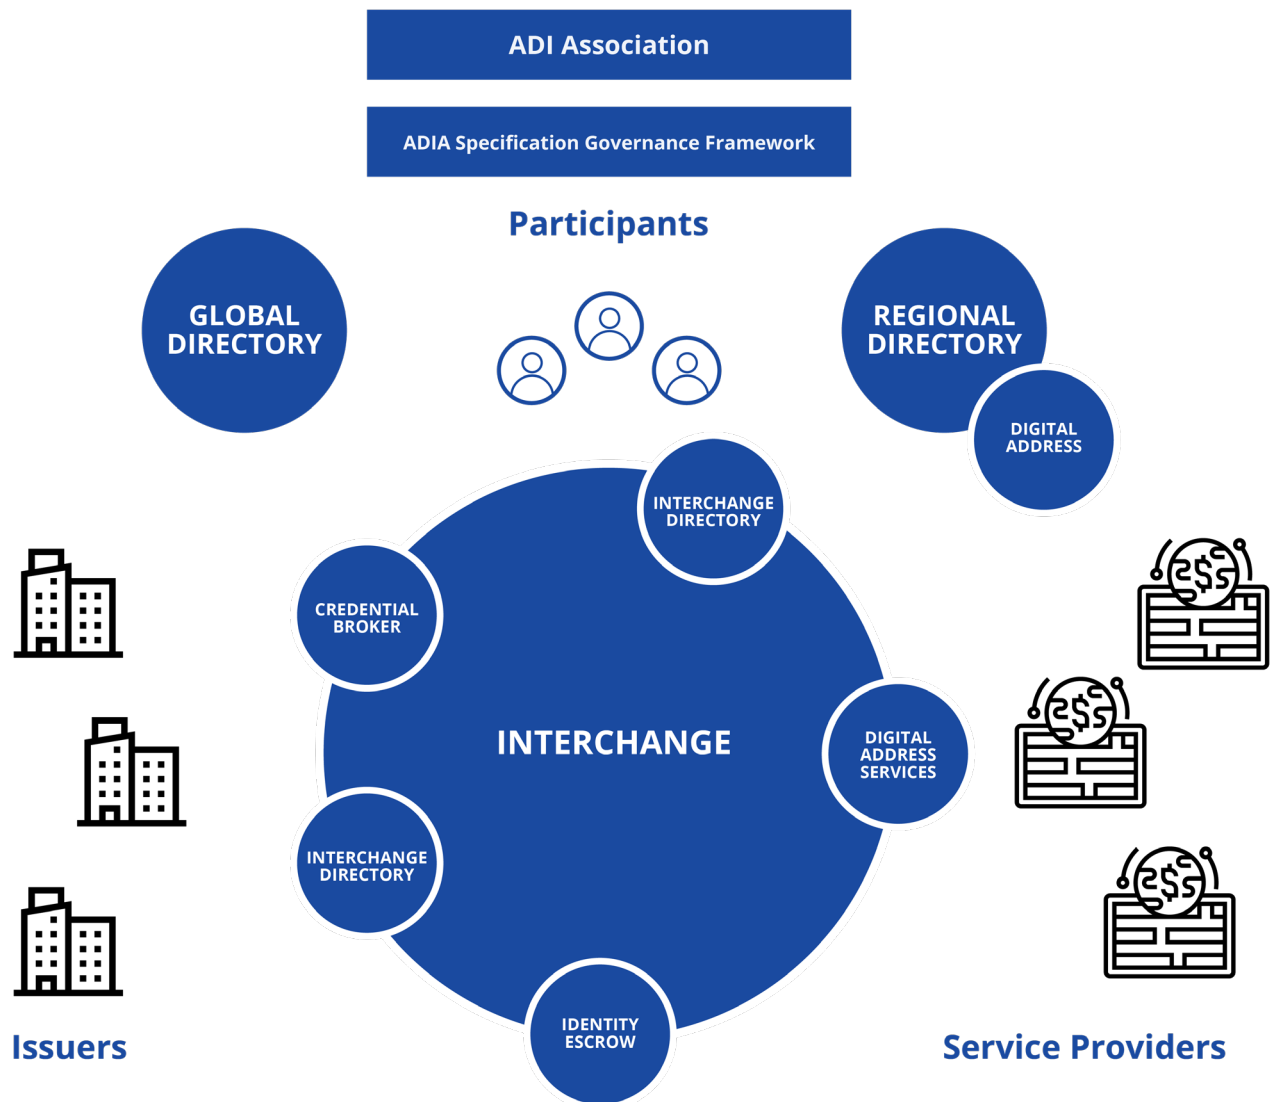 ADI Association
ADIA Specification Governance Framework
Participants
GLOBAL
DIRECTORY
REGIONAL
DIRECTORY
DIGITAL
ADDRESS
INTERCHANGE
DIRECTORY
CREDENTIAL
BROKER
INTERCHANGE
DIGITAL
ADDRESS
SERVICES
INTERCHANGE
DIRECTORY
IDENTITY
ESCROW
Issuers
Service Providers